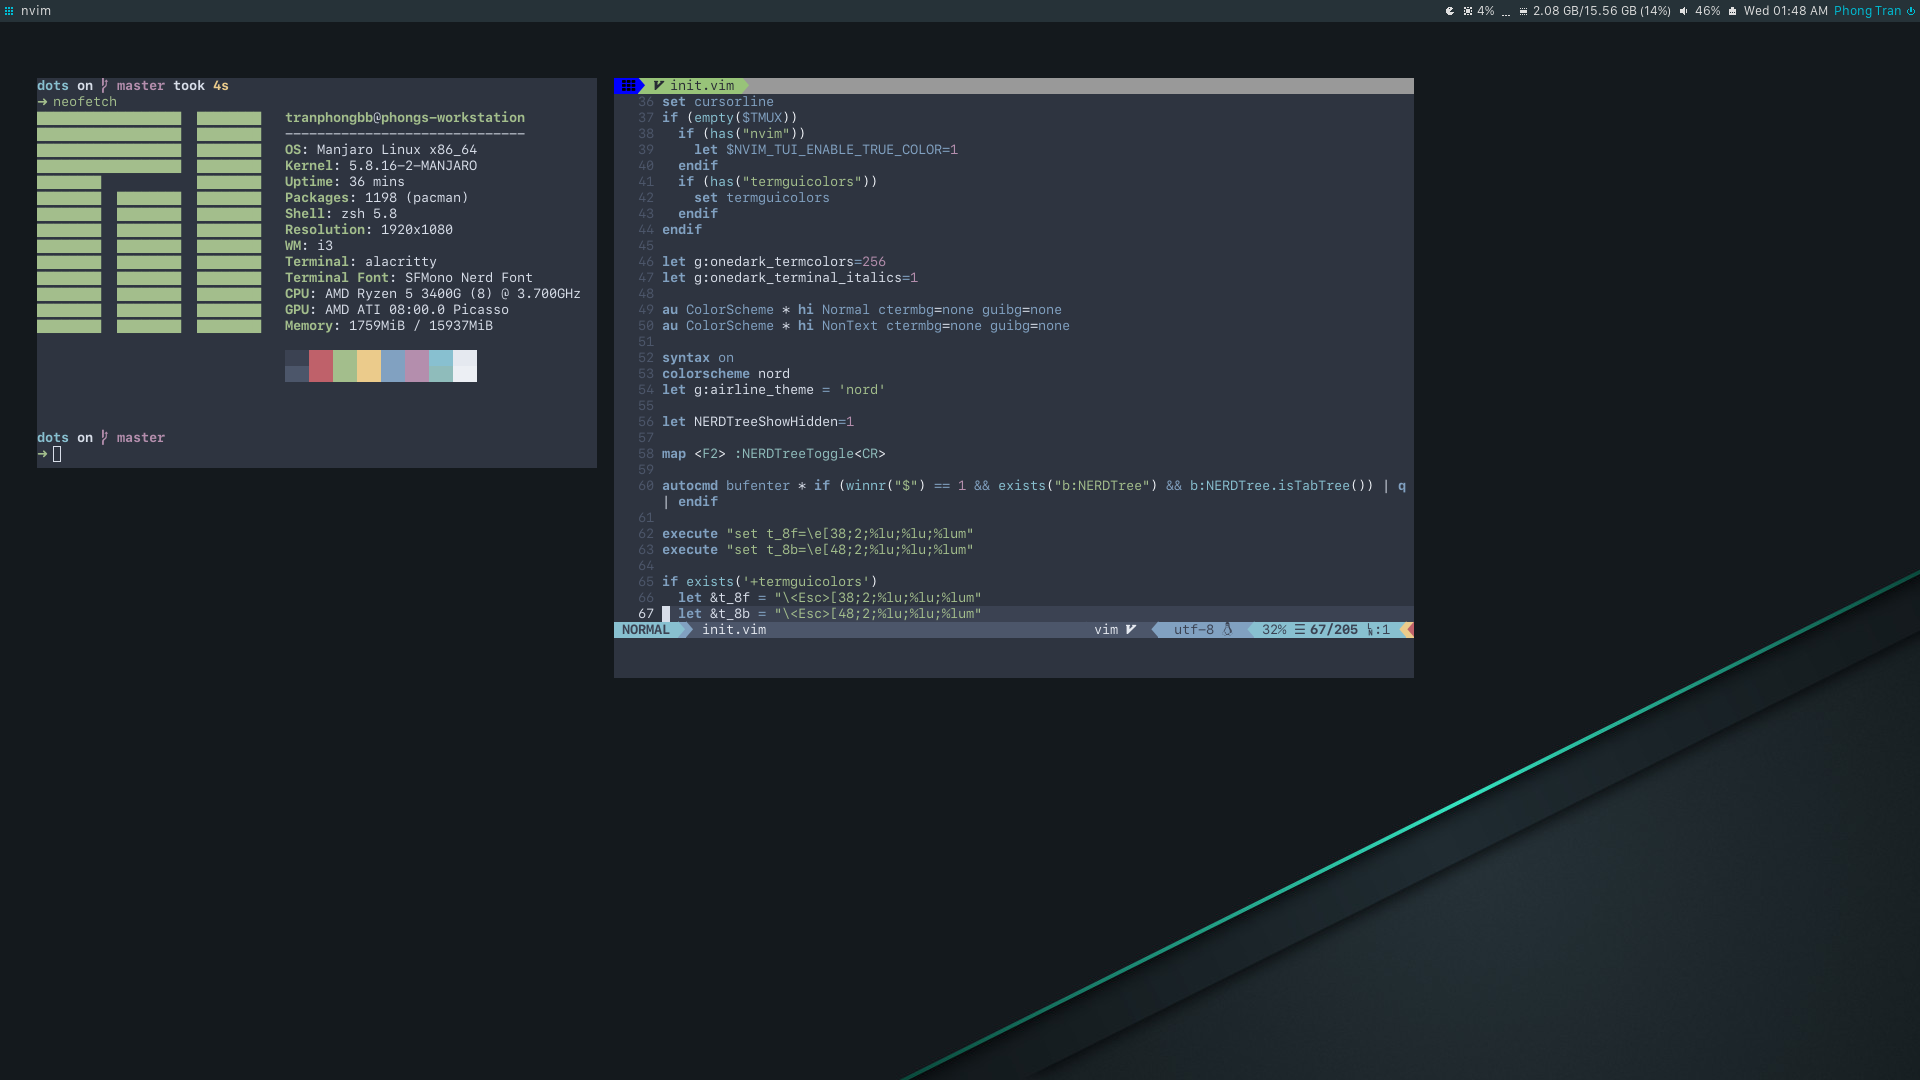 nvim
4% ... 2.08 GB/15.56 GB (14%) 46% Wed 01:48 AM Phong Tran
dots on master took 4s
➜ neofetch
tranphongbb@phongs-workstation
------------------------------
OS: Manjaro Linux x86_64
Kernel: 5.8.16-2-MANJARO
Uptime: 36 mins
Packages: 1198 (pacman)
Shell: zsh 5.8
Resolution: 1920x1080
WM: i3
Terminal: alacritty
Terminal Font: SFMono Nerd Font
CPU: AMD Ryzen 5 3400G (8) @ 3.700GHz
GPU: AMD ATI 08:00.0 Picasso
Memory: 1759MiB / 15937MiB
dots on master
➜
init.vim
36 set cursorline
37 if (empty($TMUX))
38   if (has("nvim"))
39     let $NVIM_TUI_ENABLE_TRUE_COLOR=1
40   endif
41   if (has("termguicolors"))
42     set termguicolors
43   endif
44 endif
45
46 let g:onedark_termcolors=256
47 let g:onedark_terminal_italics=1
48
49 au ColorScheme * hi Normal ctermbg=none guibg=none
50 au ColorScheme * hi NonText ctermbg=none guibg=none
51
52 syntax on
53 colorscheme nord
54 let g:airline_theme = 'nord'
55
56 let NERDTreeShowHidden=1
57
58 map <F2> :NERDTreeToggle<CR>
59
60 autocmd bufenter * if (winnr("$") == 1 && exists("b:NERDTree") && b:NERDTree.isTabTree()) | q
| endif
61
62 execute "set t_8f=\e[38;2;%lu;%lu;%lum"
63 execute "set t_8b=\e[48;2;%lu;%lu;%lum"
64
65 if exists('+termguicolors')
66   let &t_8f = "\<Esc>[38;2;%lu;%lu;%lum"
67   let &t_8b = "\<Esc>[48;2;%lu;%lu;%lum"
NORMAL init.vim vim utf-8 32% ☰ 67/205 :1